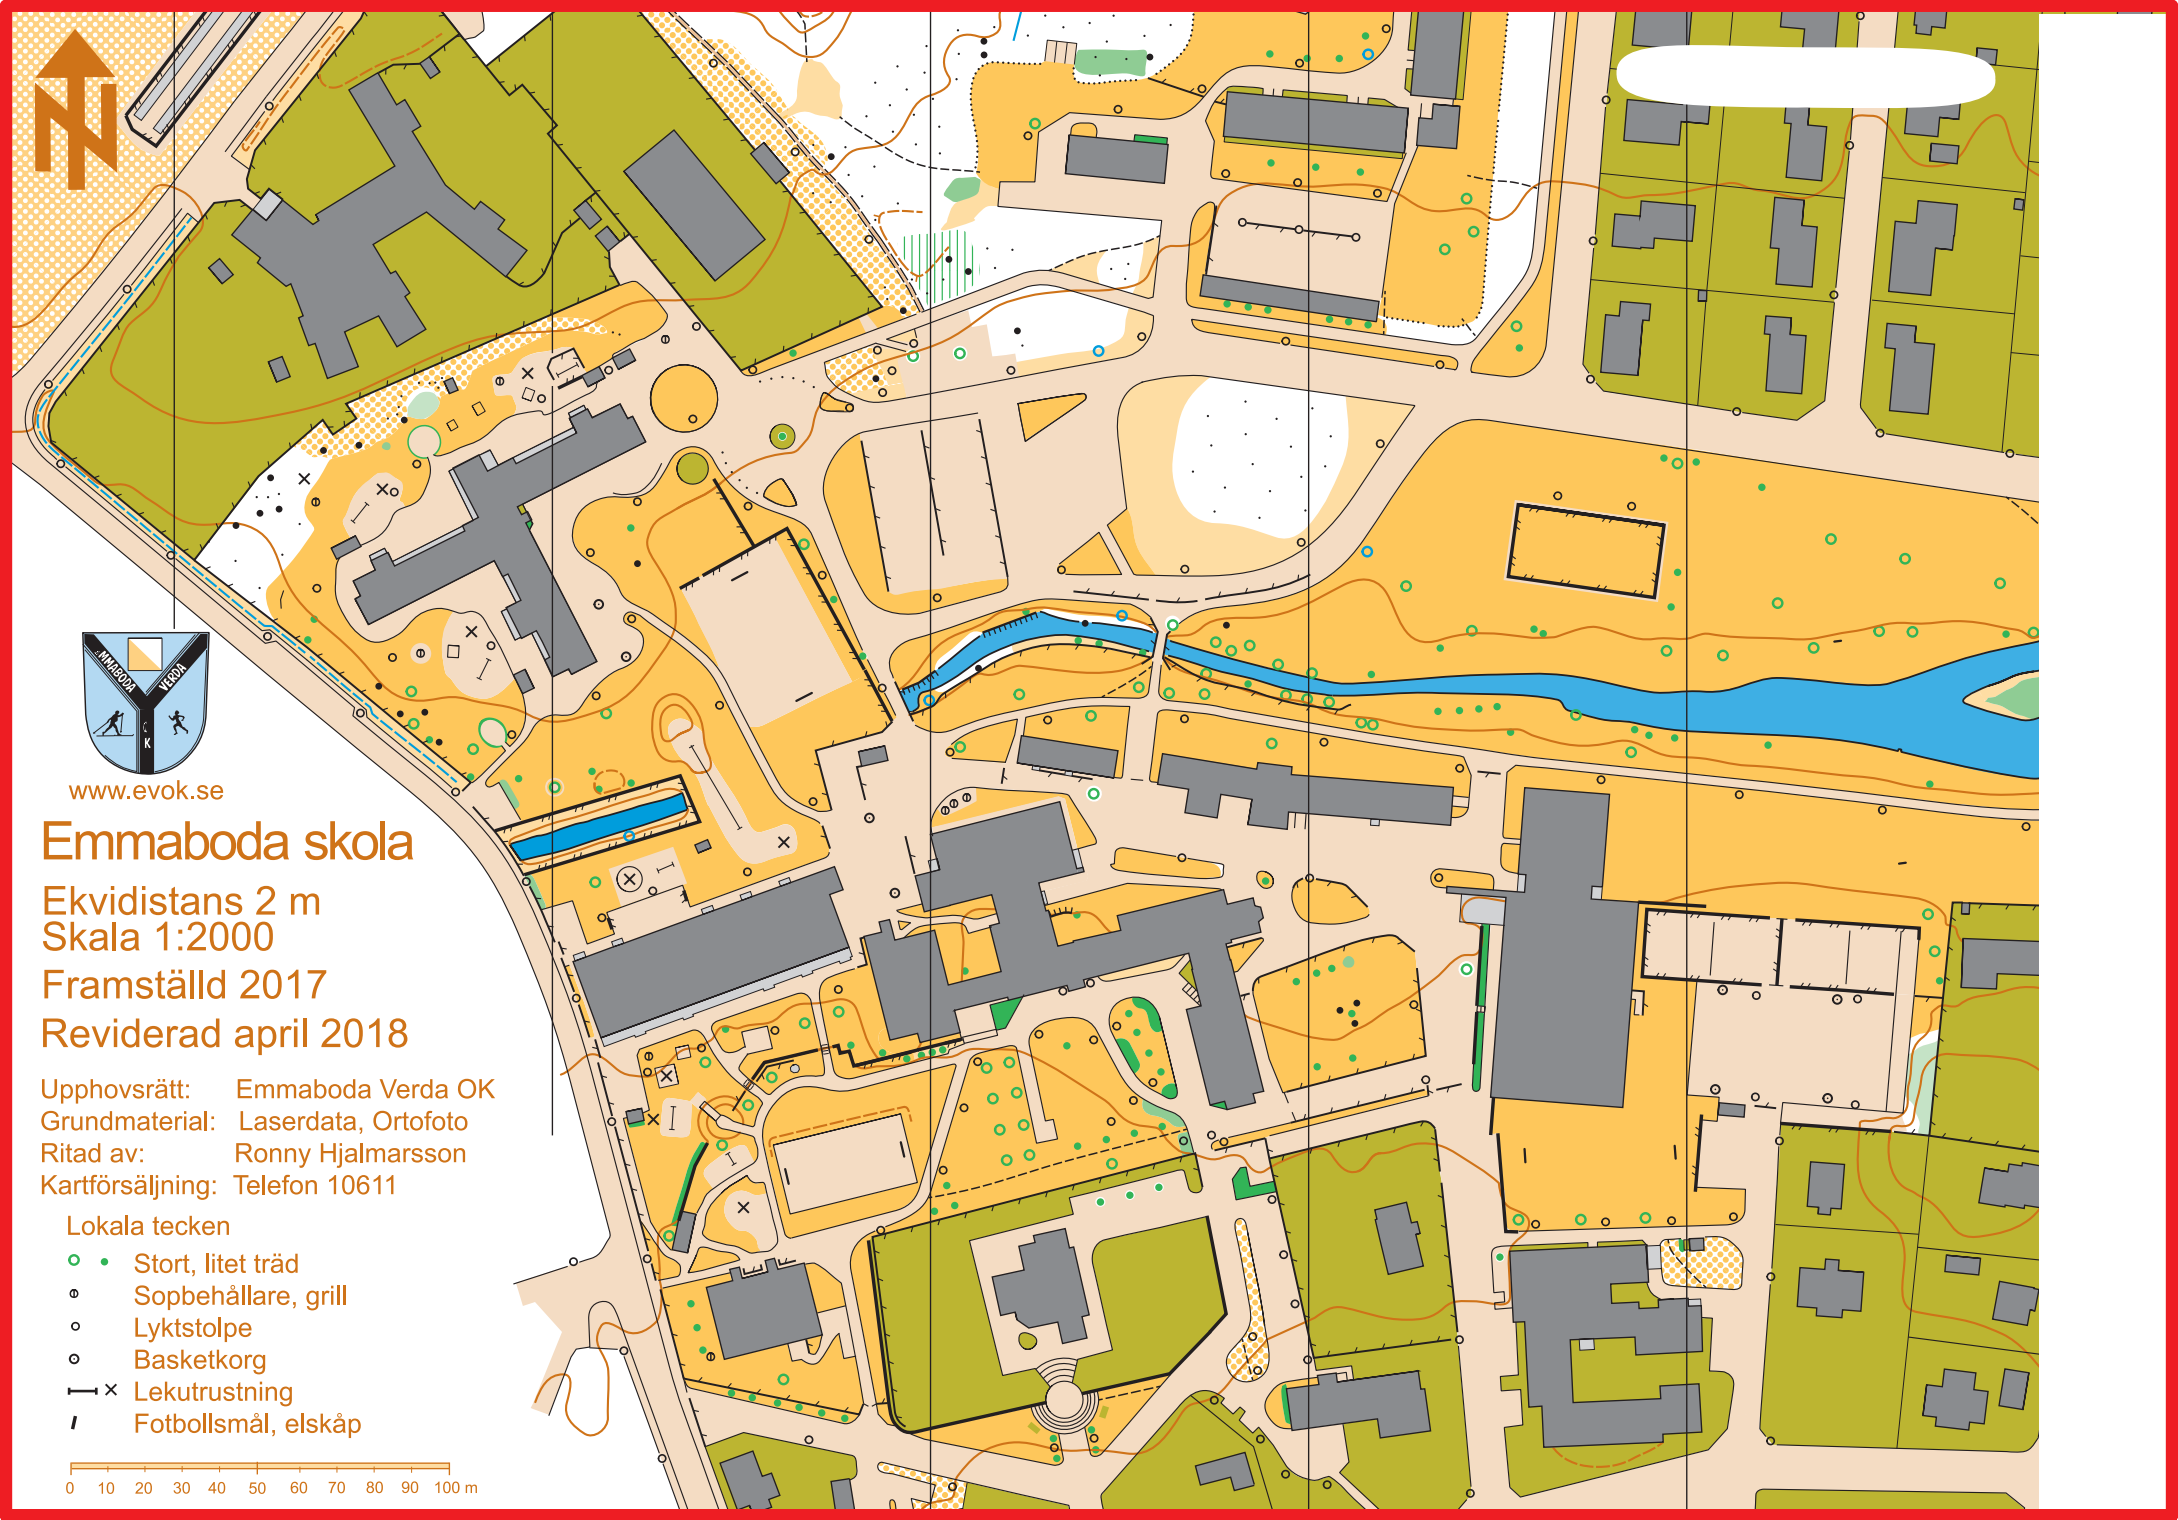 MMABODA
VERDA
K
www.evok.se
Emmaboda skola
Ekvidistans 2 m
Skala 1:2000
Framställd 2017
Reviderad april 2018
Upphovsrätt: Emmaboda Verda OK
Grundmaterial: Laserdata, Ortofoto
Ritad av: Ronny Hjalmarsson
Kartförsäljning: Telefon 10611
Lokala tecken
Stort, litet träd
Sopbehållare, grill
Lyktstolpe
Basketkorg
Lekutrustning
Fotbollsmål, elskåp
0 10 20 30 40 50 60 70 80 90 100 m